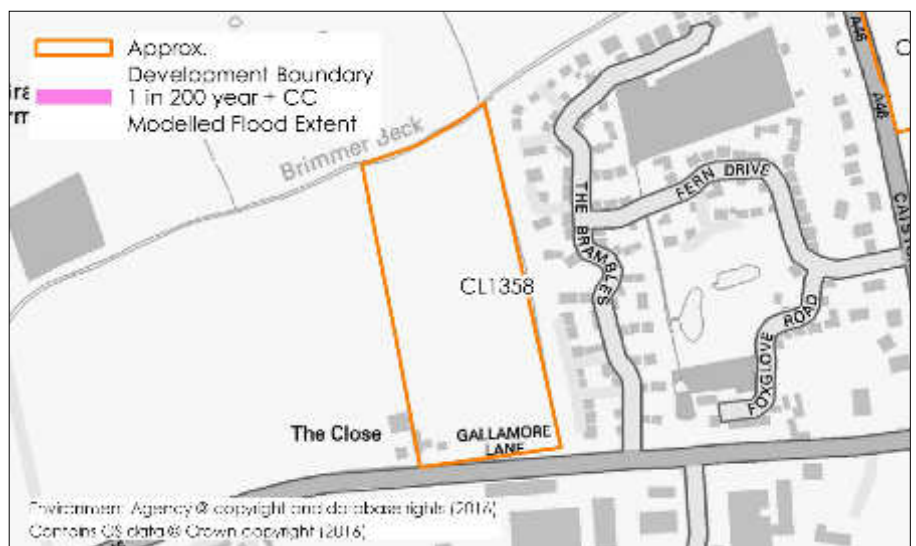 Approx.
Development Boundary
1 in 200 year + CC
Modelled Flood Extent
Brimmer Beck
A46
A46
THE BRAMBLES
FERN DRIVE
CL1358
FOXGLOVE ROAD
The Close
GALLAMORE
LANE
Environment Agency © copyright and database rights (2016)
Contains OS data © Crown copyright (2016)